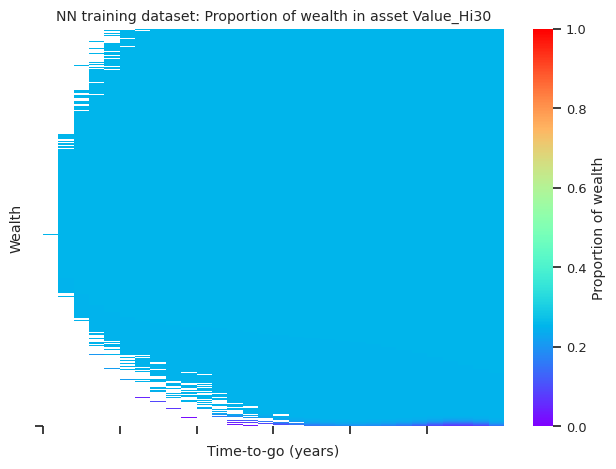 NN training dataset: Proportion of wealth in asset Value_Hi30
Wealth
Time-to-go (years)
1.0
0.8
0.6
0.4
0.2
0.0
Proportion of wealth